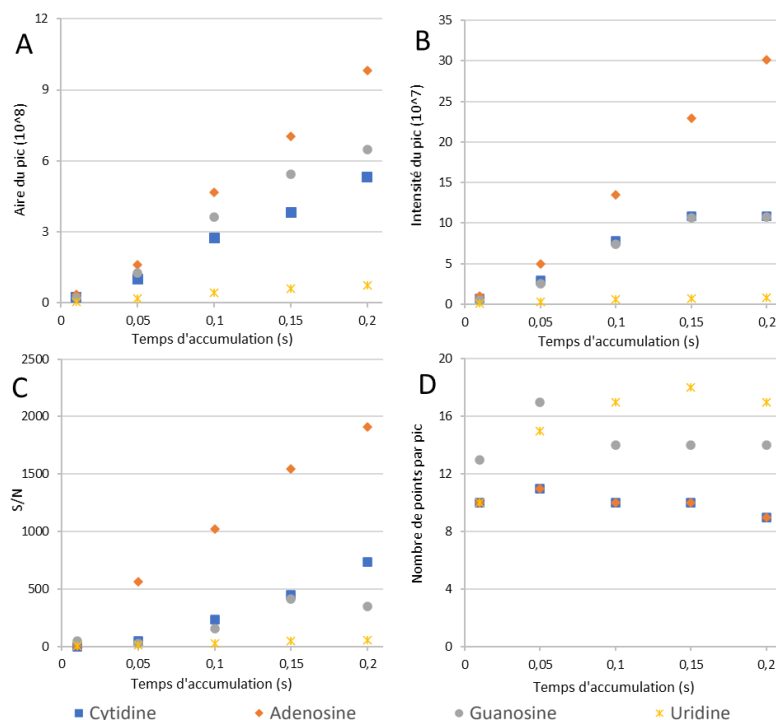 A
Aire du pic (10^8)
12
9
6
3
0
0
0,05
0,1
0,15
0,2
Temps d'accumulation (s)
B
Intensité du pic (10^7)
35
30
25
20
15
10
5
0
0
0,05
0,1
0,15
0,2
Temps d'accumulation (s)
C
S/N
2500
2000
1500
1000
500
0
0
0,05
0,1
0,15
0,2
Temps d'accumulation (s)
D
Nombre de points par pic
20
16
12
8
4
0
0
0,05
0,1
0,15
0,2
Temps d'accumulation (s)
Cytidine
Adenosine
Guanosine
Uridine